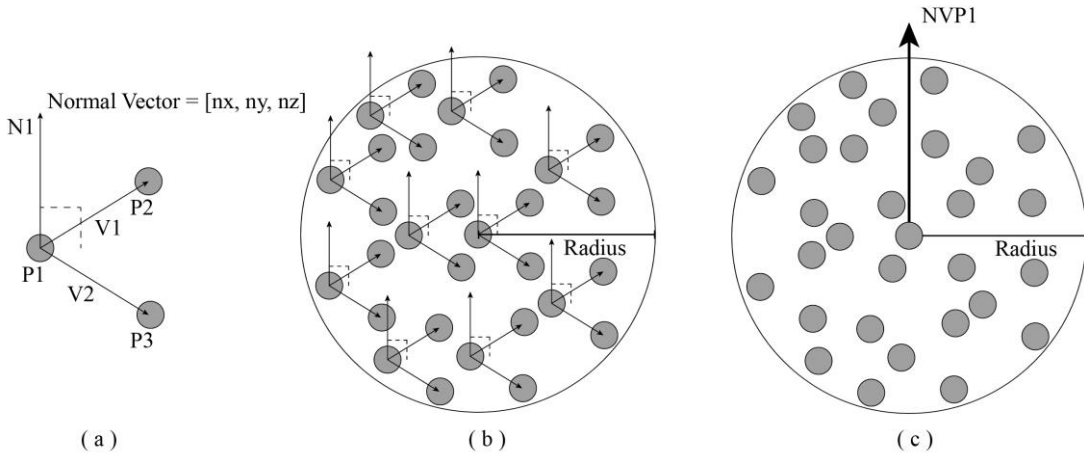 Normal Vector = [nx, ny, nz]
N1
P2
V1
P1
V2
P3
( a )
Radius
( b )
NVP1
Radius
( c )